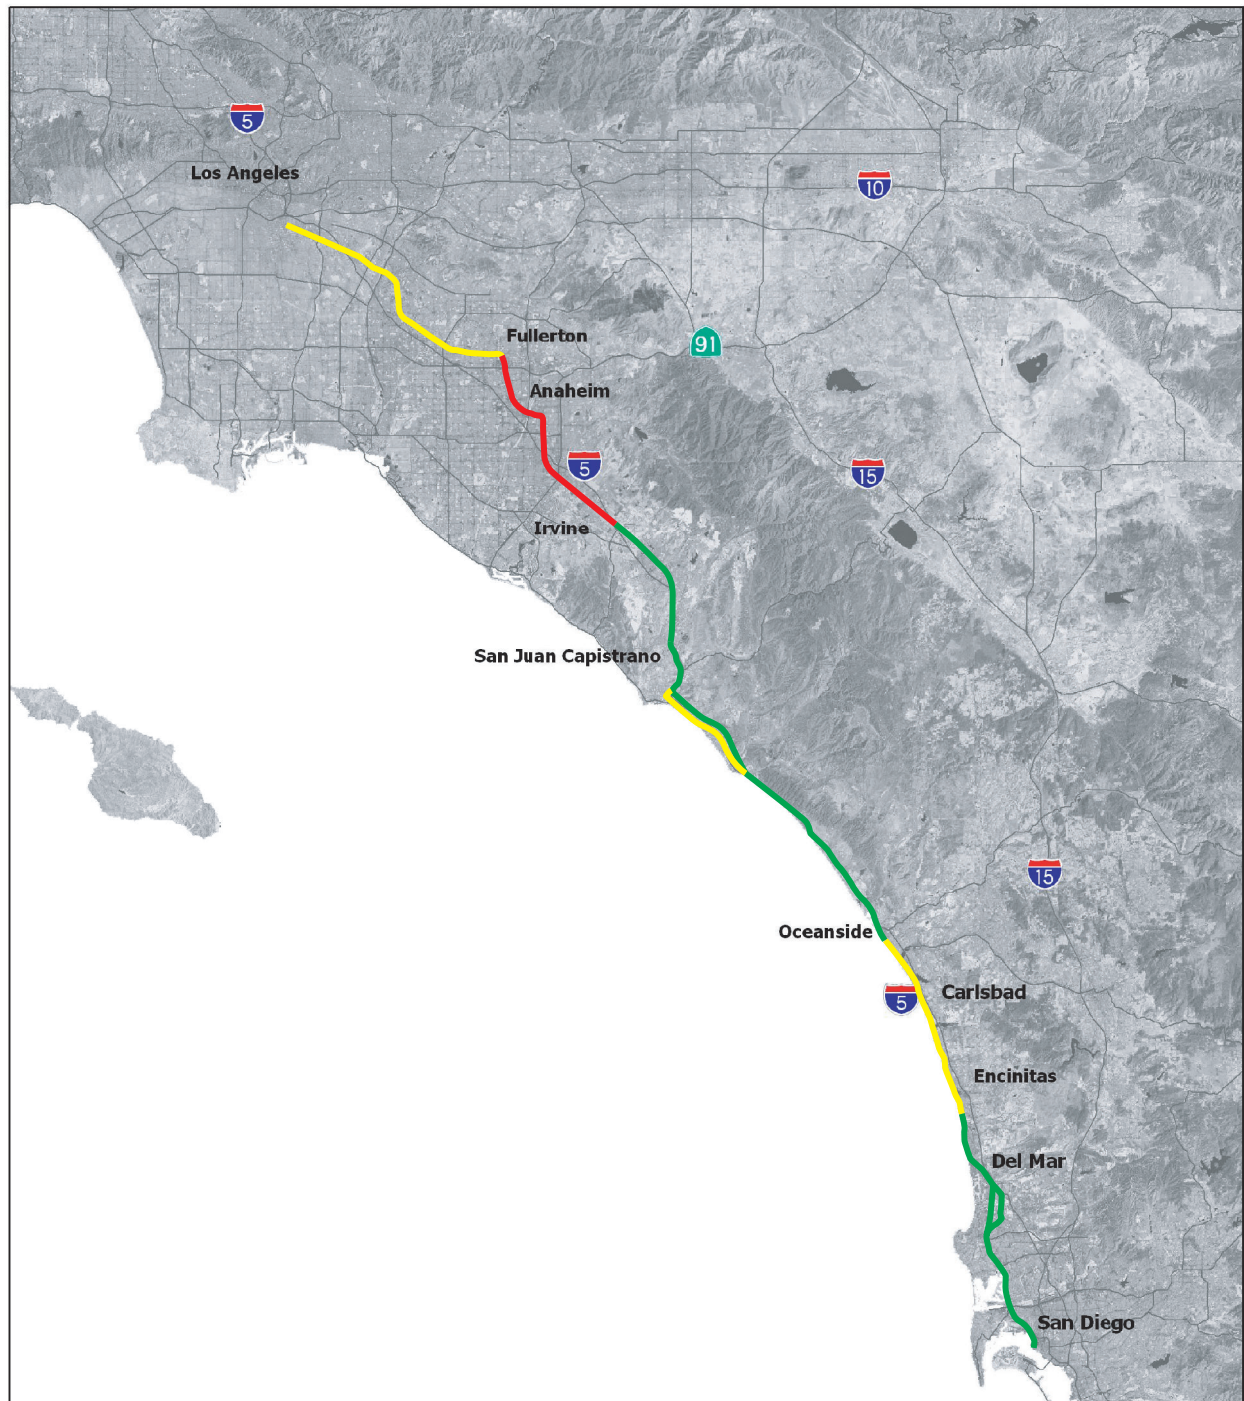 5
Los Angeles
10
Fullerton
91
Anaheim
5
15
Irvine
San Juan Capistrano
15
Oceanside
5
Carlsbad
Encinitas
Del Mar
San Diego